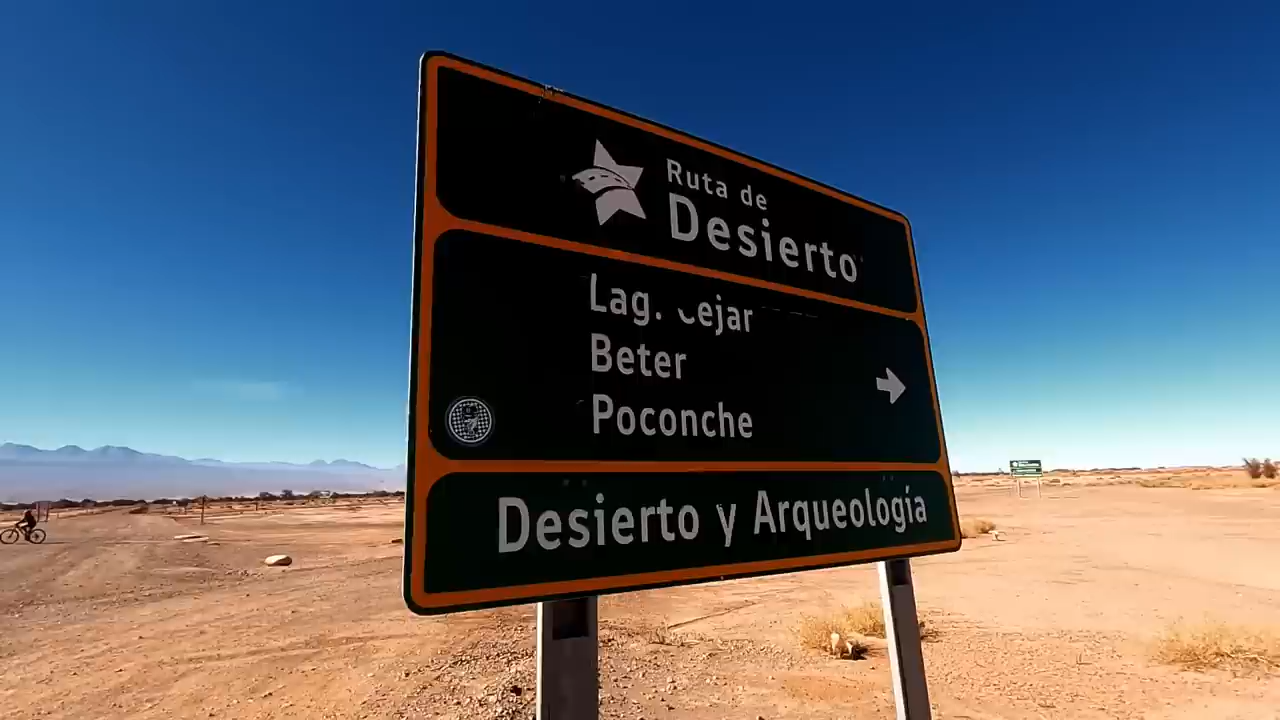 Ruta de
Desierto
Lag. Cejar
Beter
Poconche
Desierto y Arqueología